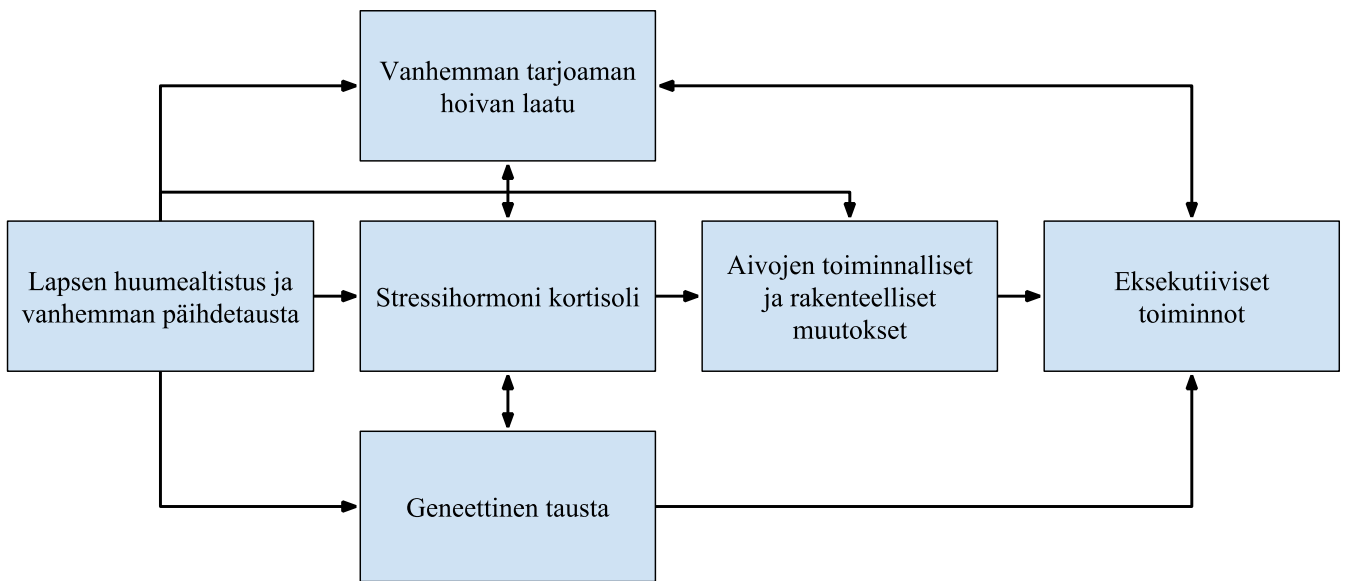 Vanhemman tarjoaman
hoivan laatu
Lapsen huumealtistus ja
vanhemman päihdetausta
Stressihormoni kortisoli
Aivojen toiminnalliset
ja rakenteelliset
muutokset
Eksekutiiviset
toiminnot
Geneettinen tausta